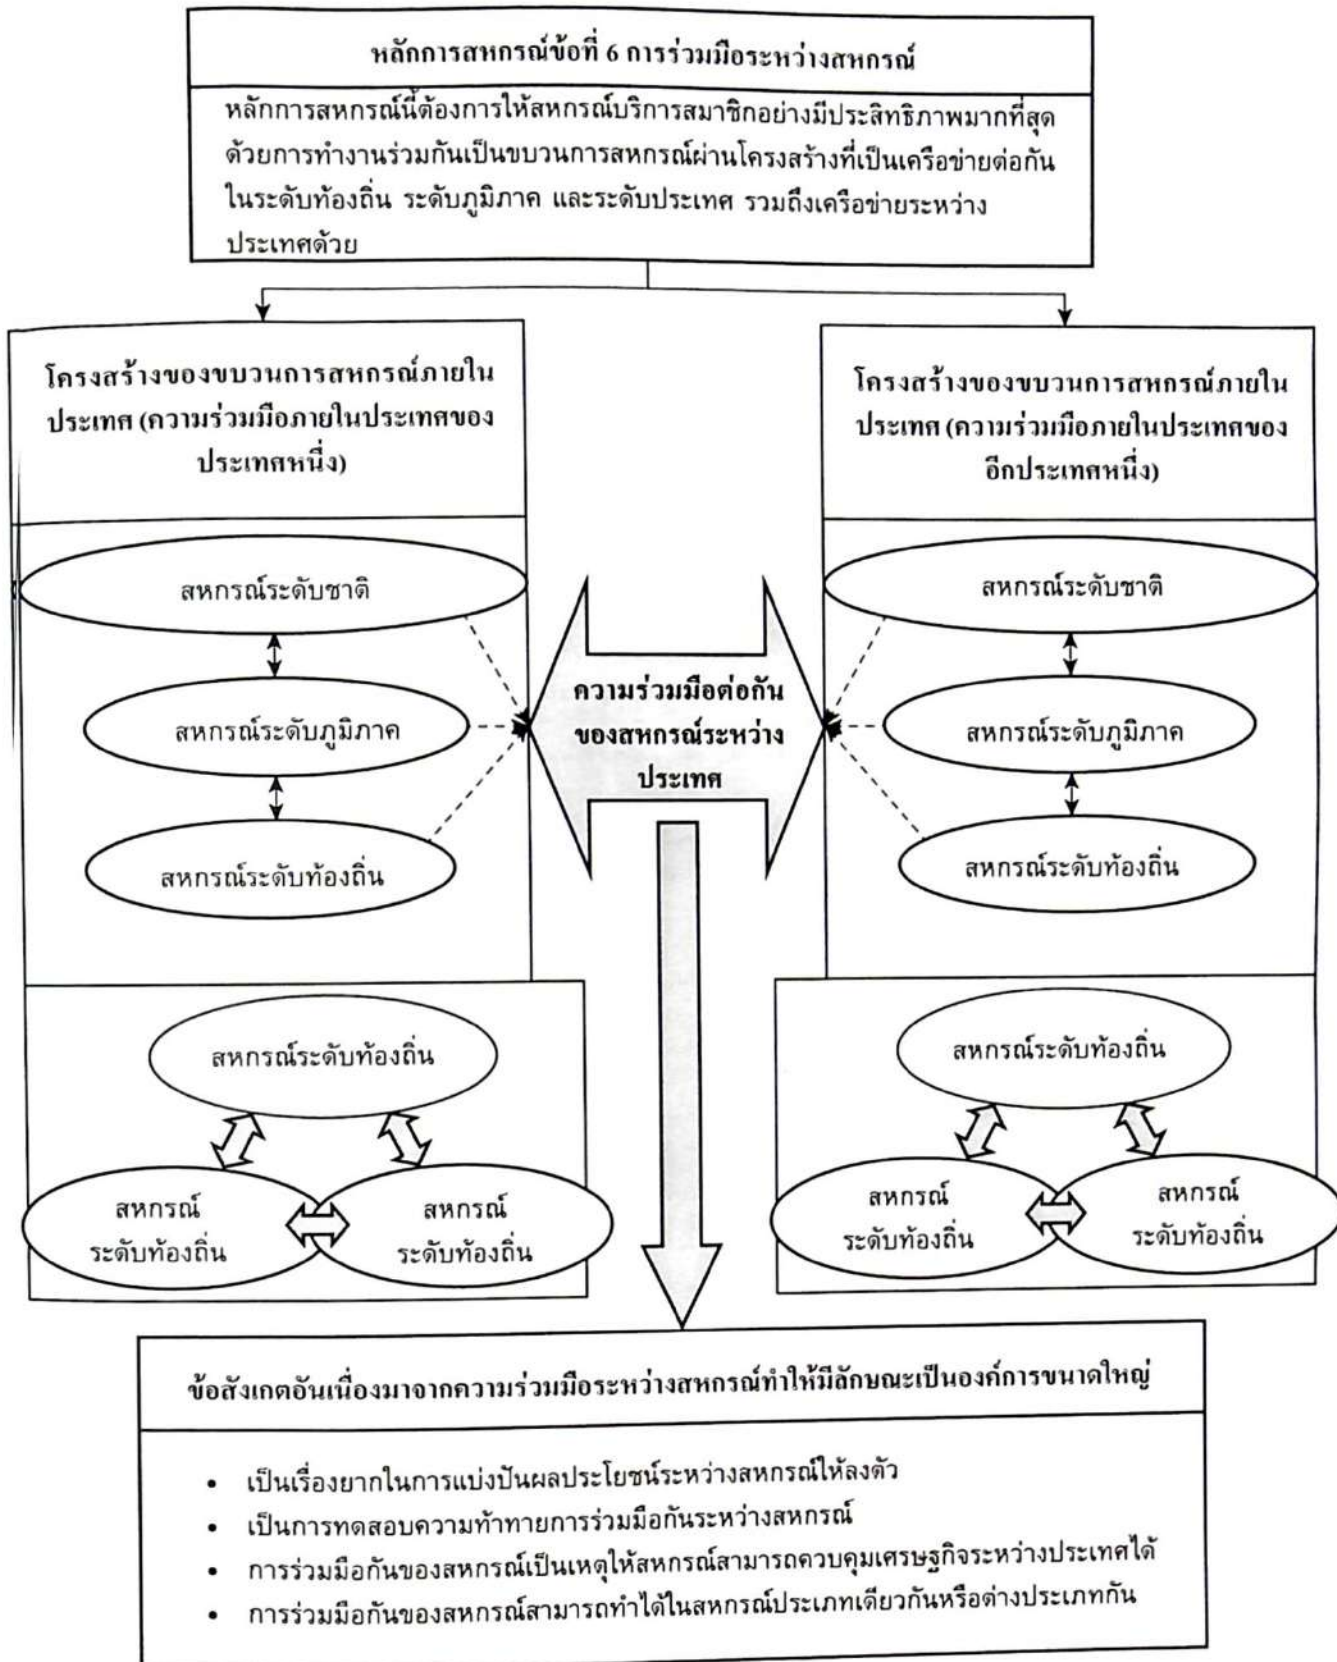 หลักการสหกรณ์ข้อที่ 6 การร่วมมือระหว่างสหกรณ์
หลักการสหกรณ์นี้ต้องการให้สหกรณ์บริการสมาชิกอย่างมีประสิทธิภาพมากที่สุด
ด้วยการทำงานร่วมกันเป็นขบวนการสหกรณ์ผ่านโครงสร้างที่เป็นเครือข่ายต่อกัน
ในระดับท้องถิ่น ระดับภูมิภาค และระดับประเทศ รวมถึงเครือข่ายระหว่าง
ประเทศด้วย
โครงสร้างของขบวนการสหกรณ์ภายใน
ประเทศ (ความร่วมมือภายในประเทศของ
ประเทศหนึ่ง)
สหกรณ์ระดับชาติ
สหกรณ์ระดับภูมิภาค
สหกรณ์ระดับท้องถิ่น
สหกรณ์ระดับท้องถิ่น
สหกรณ์
ระดับท้องถิ่น
สหกรณ์
ระดับท้องถิ่น
ความร่วมมือต่อกัน
ของสหกรณ์ระหว่าง
ประเทศ
โครงสร้างของขบวนการสหกรณ์ภายใน
ประเทศ (ความร่วมมือภายในประเทศของ
อีกประเทศหนึ่ง)
สหกรณ์ระดับชาติ
สหกรณ์ระดับภูมิภาค
สหกรณ์ระดับท้องถิ่น
สหกรณ์ระดับท้องถิ่น
สหกรณ์
ระดับท้องถิ่น
สหกรณ์
ระดับท้องถิ่น
ข้อสังเกตอันเนื่องมาจากความร่วมมือระหว่างสหกรณ์ทำให้มีลักษณะเป็นองค์การขนาดใหญ่
• เป็นเรื่องยากในการแบ่งปันผลประโยชน์ระหว่างสหกรณ์ให้ลงตัว
• เป็นการทดสอบความท้าทายการร่วมมือกันระหว่างสหกรณ์
• การร่วมมือกันของสหกรณ์เป็นเหตุให้สหกรณ์สามารถควบคุมเศรษฐกิจระหว่างประเทศได้
• การร่วมมือกันของสหกรณ์สามารถทำได้ในสหกรณ์ประเภทเดียวกันหรือต่างประเภทกัน